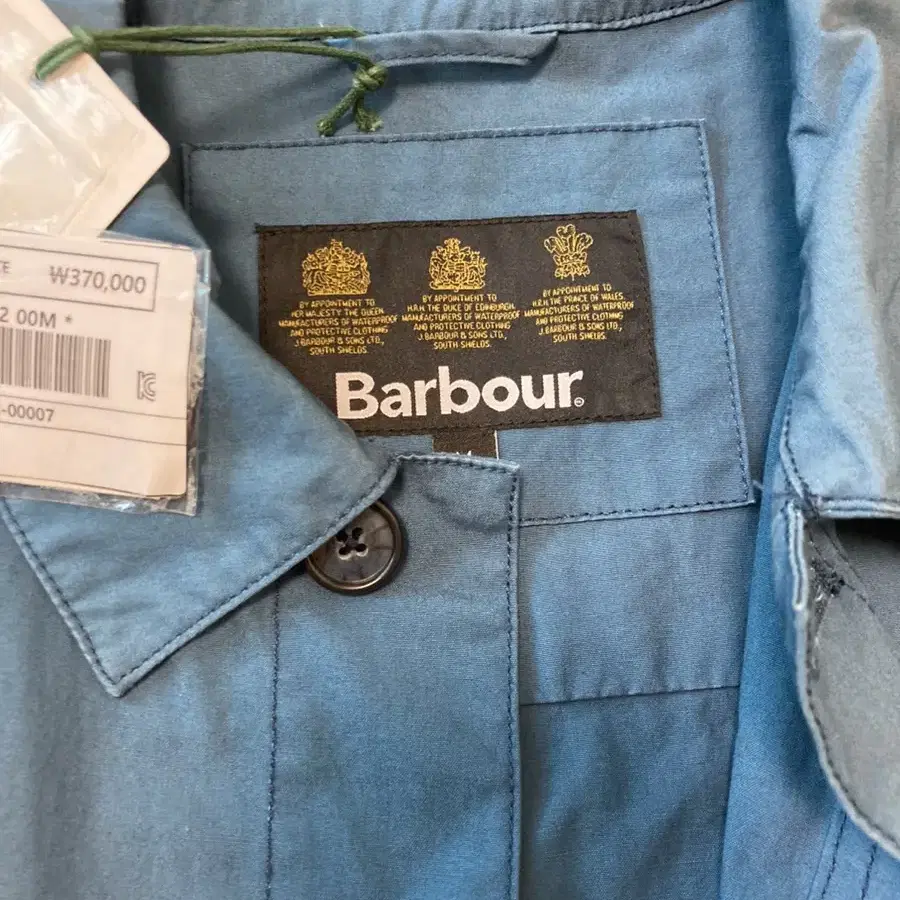 ₩370,000
2 00M *
-00007
BY APPOINTMENT TO
HER MAJESTY THE QUEEN
MANUFACTURERS OF WATERPROOF
AND PROTECTIVE CLOTHING
J. BARBOUR & SONS LTD.,
SOUTH SHIELDS.
BY APPOINTMENT TO
H.R.H. THE DUKE OF EDINBURGH
MANUFACTURERS OF WATERPROOF
AND PROTECTIVE CLOTHING
J. BARBOUR & SONS LTD.,
SOUTH SHIELDS.
BY APPOINTMENT TO
H.R.H. THE PRINCE OF WALES.
MANUFACTURERS OF WATERPROOF
AND PROTECTIVE CLOTHING
J. BARBOUR & SONS LTD.,
SOUTH SHIELDS.
Barbour